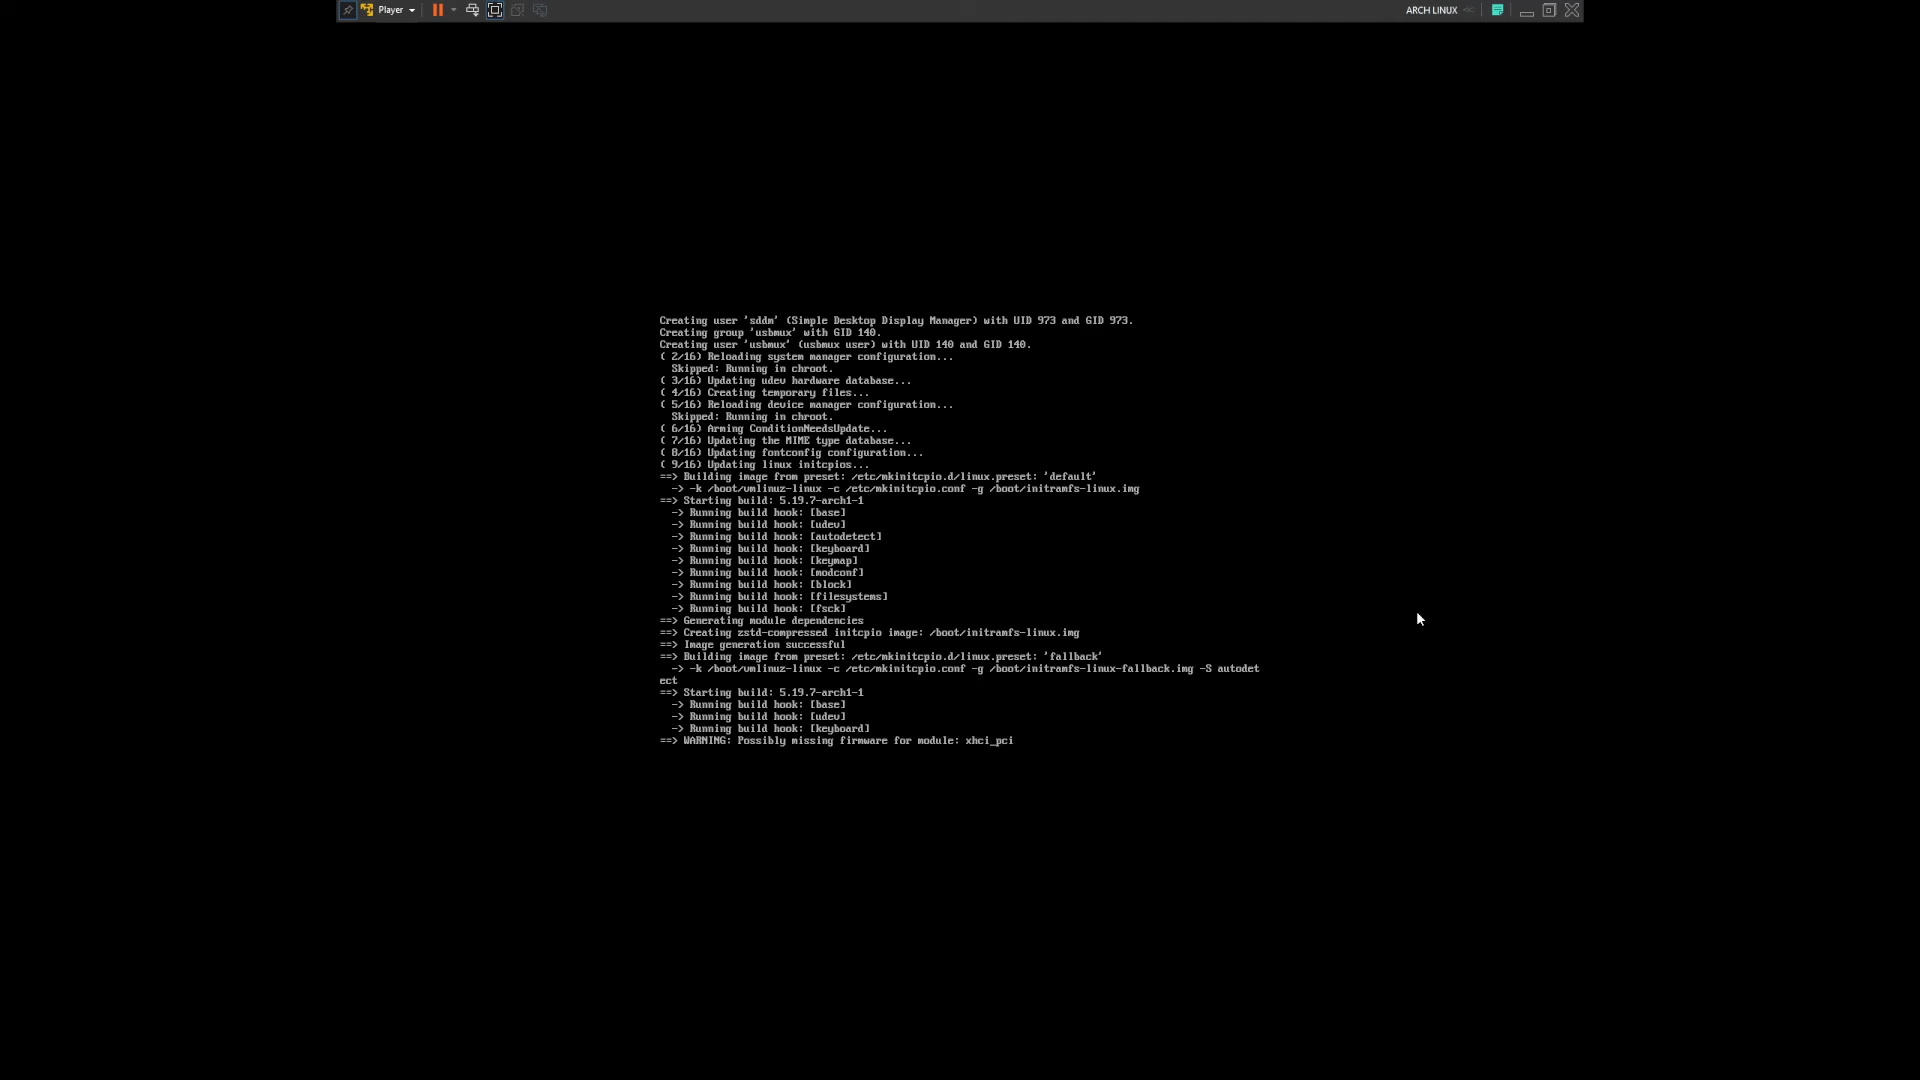 Player
ARCH LINUX
Creating user 'sddm' (Simple Desktop Display Manager) with UID 973 and GID 973.
Creating group 'usbmux' with GID 140.
Creating user 'usbmux' (usbmux user) with UID 140 and GID 140.
( 2/16) Reloading system manager configuration...
  Skipped: Running in chroot.
( 3/16) Updating udev hardware database...
( 4/16) Creating temporary files...
( 5/16) Reloading device manager configuration...
  Skipped: Running in chroot.
( 6/16) Arming ConditionNeedsUpdate...
( 7/16) Updating the MIME type database...
( 8/16) Updating fontconfig configuration...
( 9/16) Updating linux initcpios...
==> Building image from preset: /etc/mkinitcpio.d/linux.preset: 'default'
  -> -k /boot/vmlinuz-linux -c /etc/mkinitcpio.conf -g /boot/initramfs-linux.img
==> Starting build: 5.19.7-arch1-1
  -> Running build hook: [base]
  -> Running build hook: [udev]
  -> Running build hook: [autodetect]
  -> Running build hook: [keyboard]
  -> Running build hook: [keymap]
  -> Running build hook: [modconf]
  -> Running build hook: [block]
  -> Running build hook: [filesystems]
  -> Running build hook: [fsck]
==> Generating module dependencies
==> Creating zstd-compressed initcpio image: /boot/initramfs-linux.img
==> Image generation successful
==> Building image from preset: /etc/mkinitcpio.d/linux.preset: 'fallback'
  -> -k /boot/vmlinuz-linux -c /etc/mkinitcpio.conf -g /boot/initramfs-linux-fallback.img -S autodet
ect
==> Starting build: 5.19.7-arch1-1
  -> Running build hook: [base]
  -> Running build hook: [udev]
  -> Running build hook: [keyboard]
==> WARNING: Possibly missing firmware for module: xhci_pci